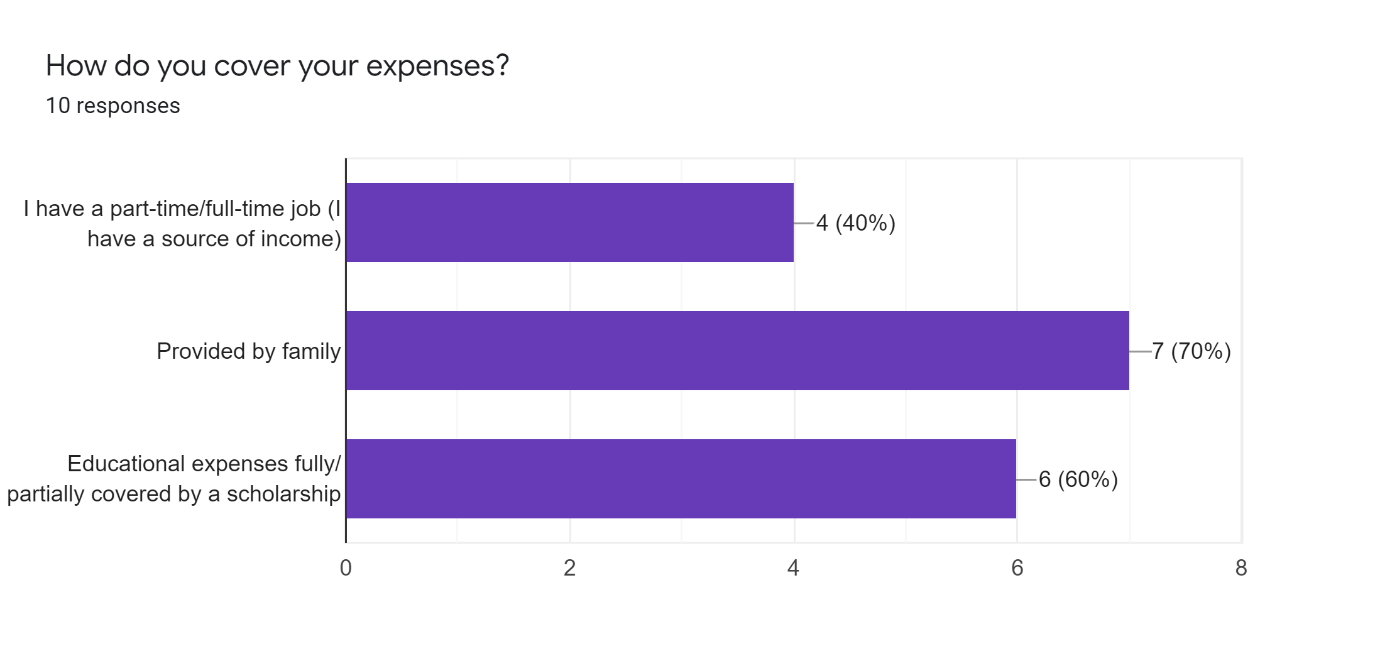 How do you cover your expenses?
10 responses
I have a part-time/full-time job (I
have a source of income)
4 (40%)
Provided by family
7 (70%)
Educational expenses fully/
partially covered by a scholarship
6 (60%)
0 2 4 6 8